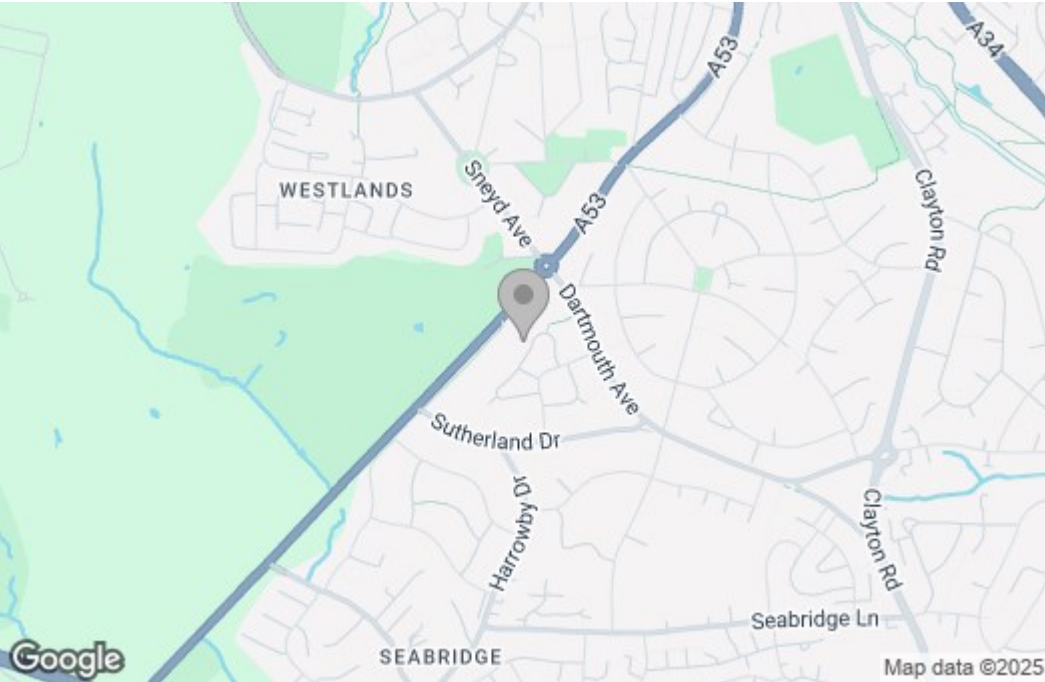 A53
A34
Sneyd Ave
WESTLANDS
Clayton Rd
A53
Dartmouth Ave
Sutherland Dr
Harrowby Dr
Clayton Rd
Seabridge Ln
SEABRIDGE
Google
Map data ©2025